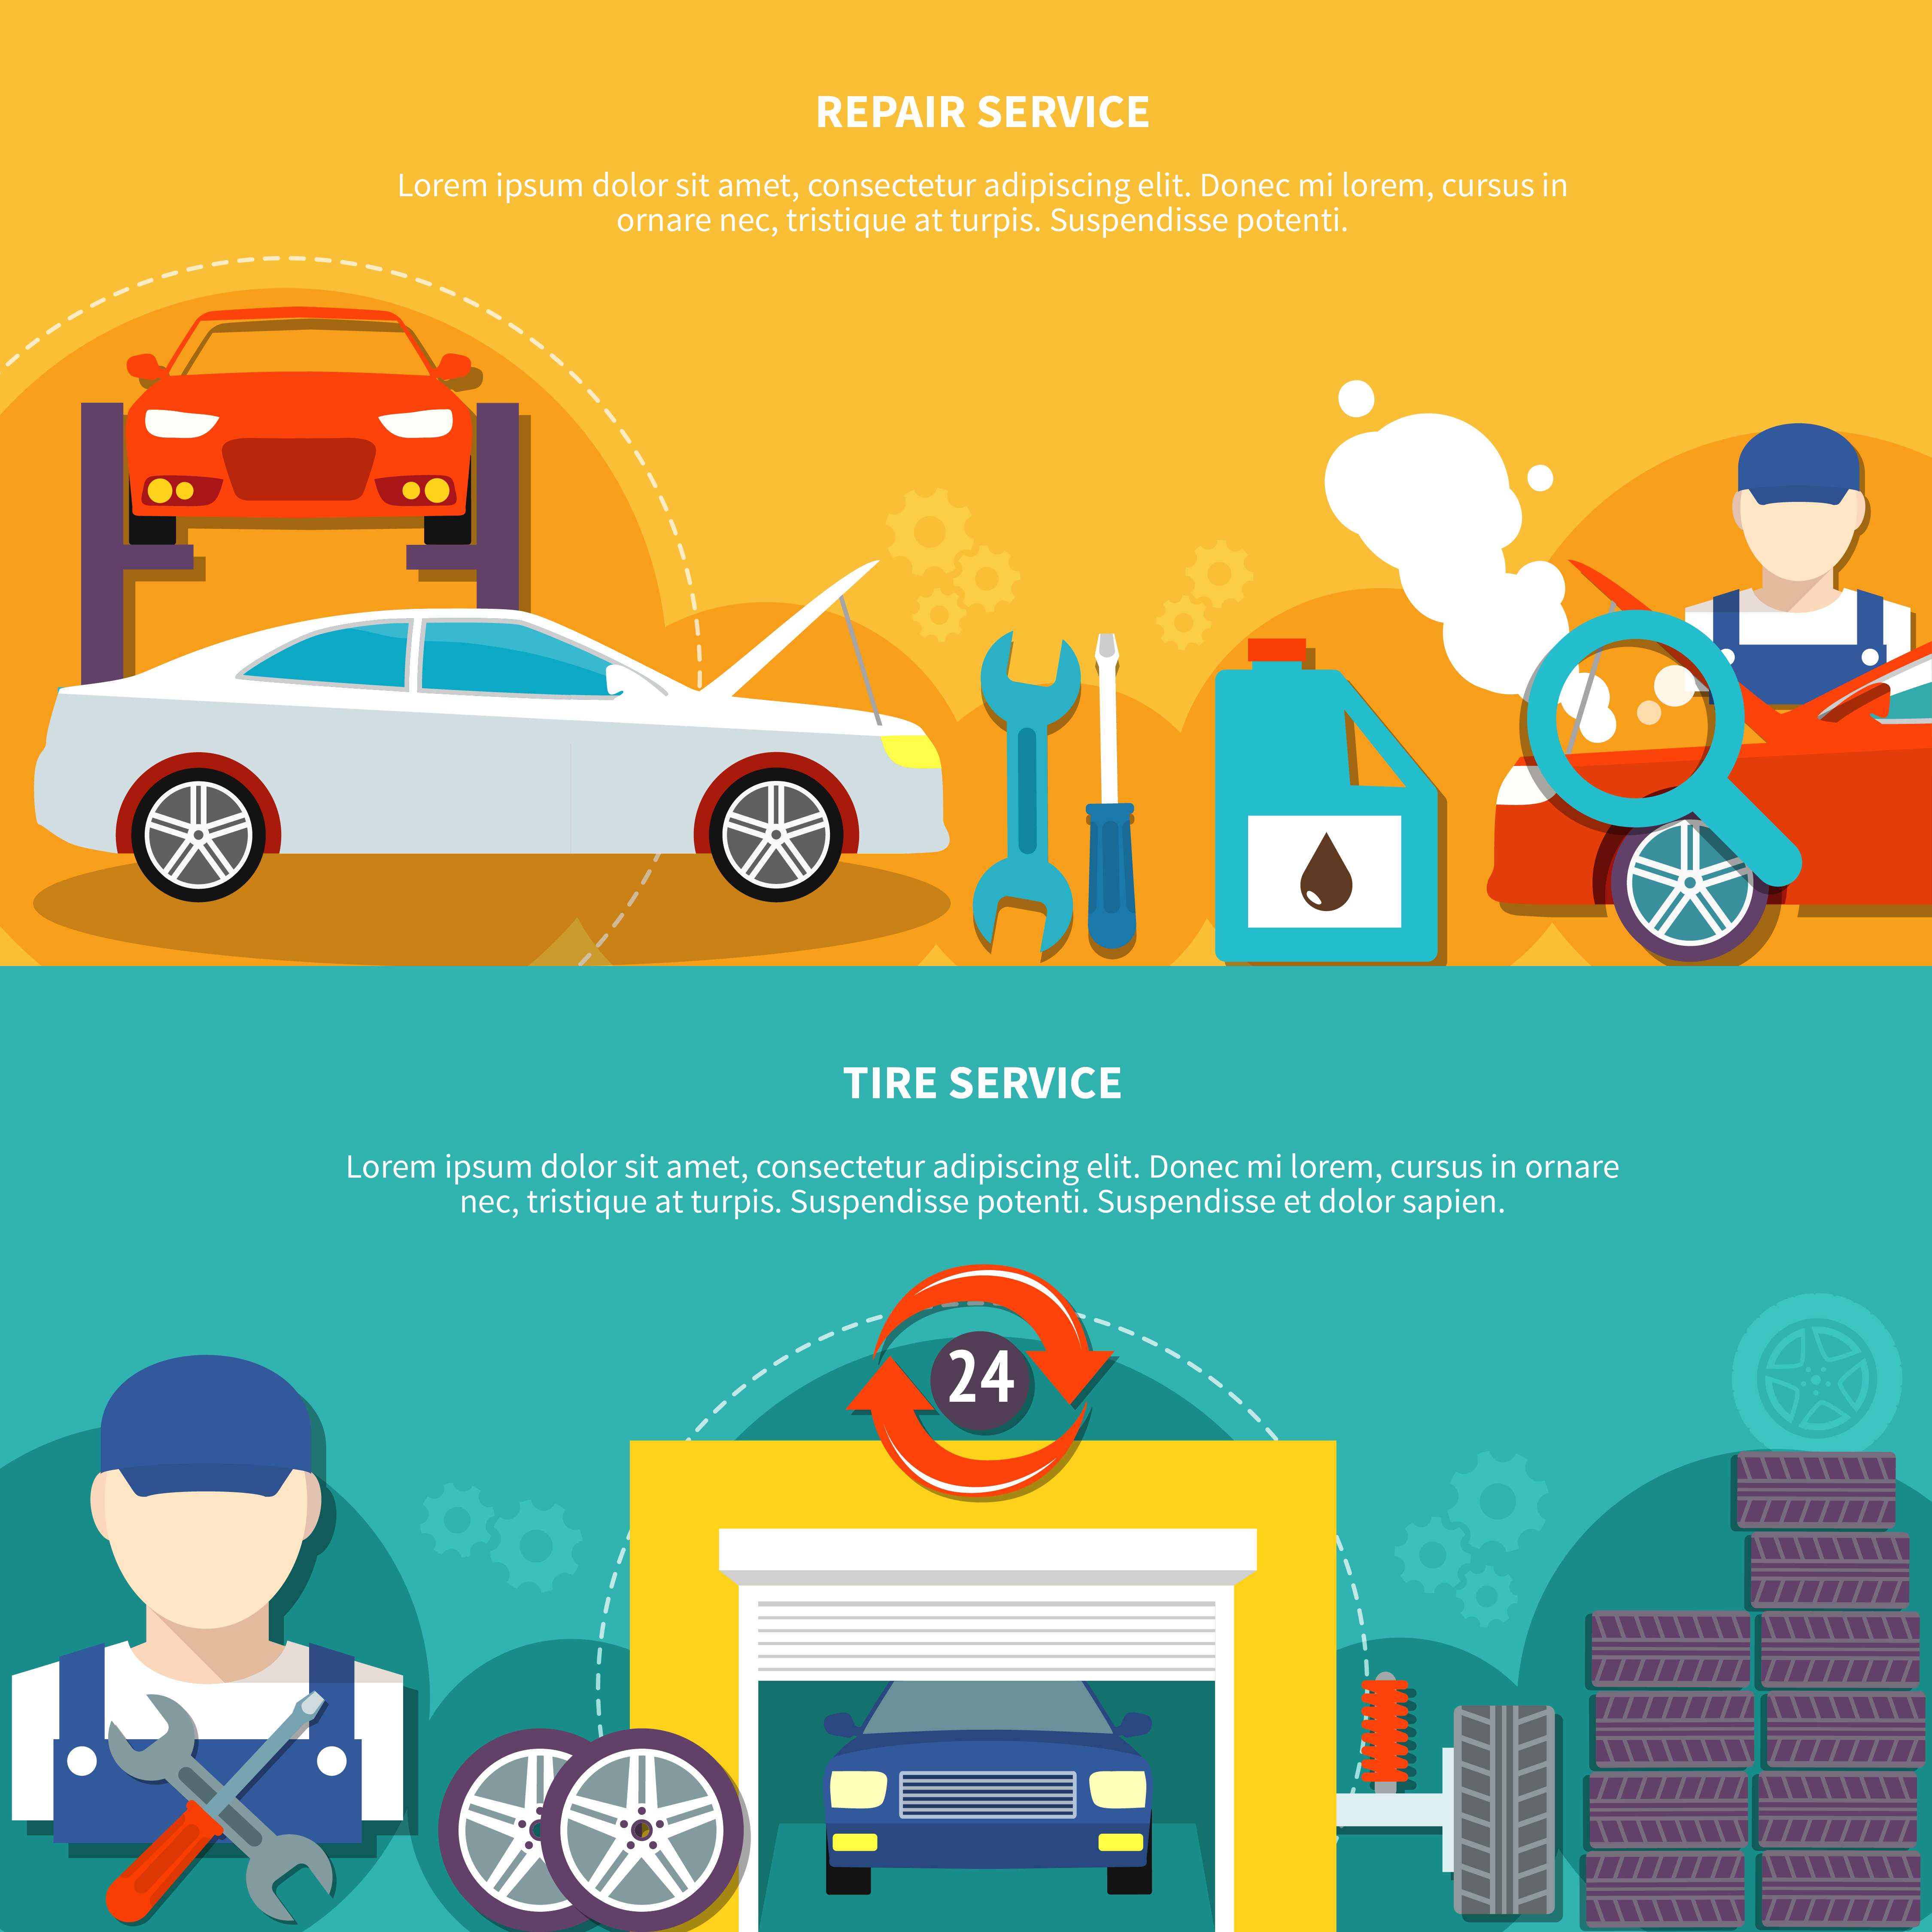 REPAIR SERVICE
Lorem ipsum dolor sit amet, consectetur adipiscing elit. Donec mi lorem, cursus in
ornare nec, tristique at turpis. Suspendisse potenti.
TIRE SERVICE
Lorem ipsum dolor sit amet, consectetur adipiscing elit. Donec mi lorem, cursus in ornare
nec, tristique at turpis. Suspendisse potenti. Suspendisse et dolor sapien.
24